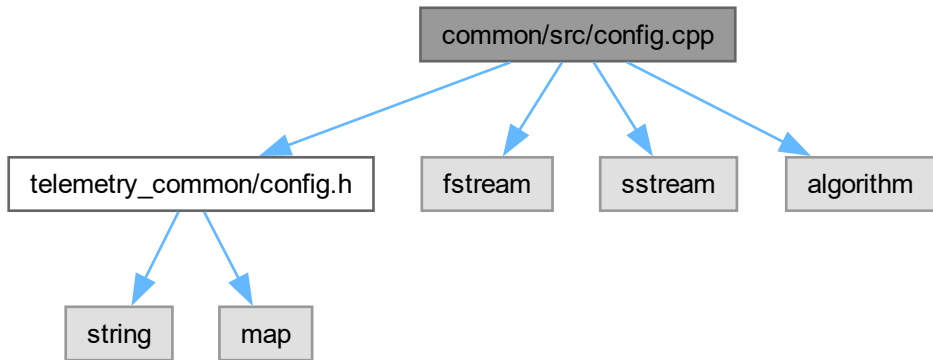 common/src/config.cpp
telemetry_common/config.h
fstream
sstream
algorithm
string
map